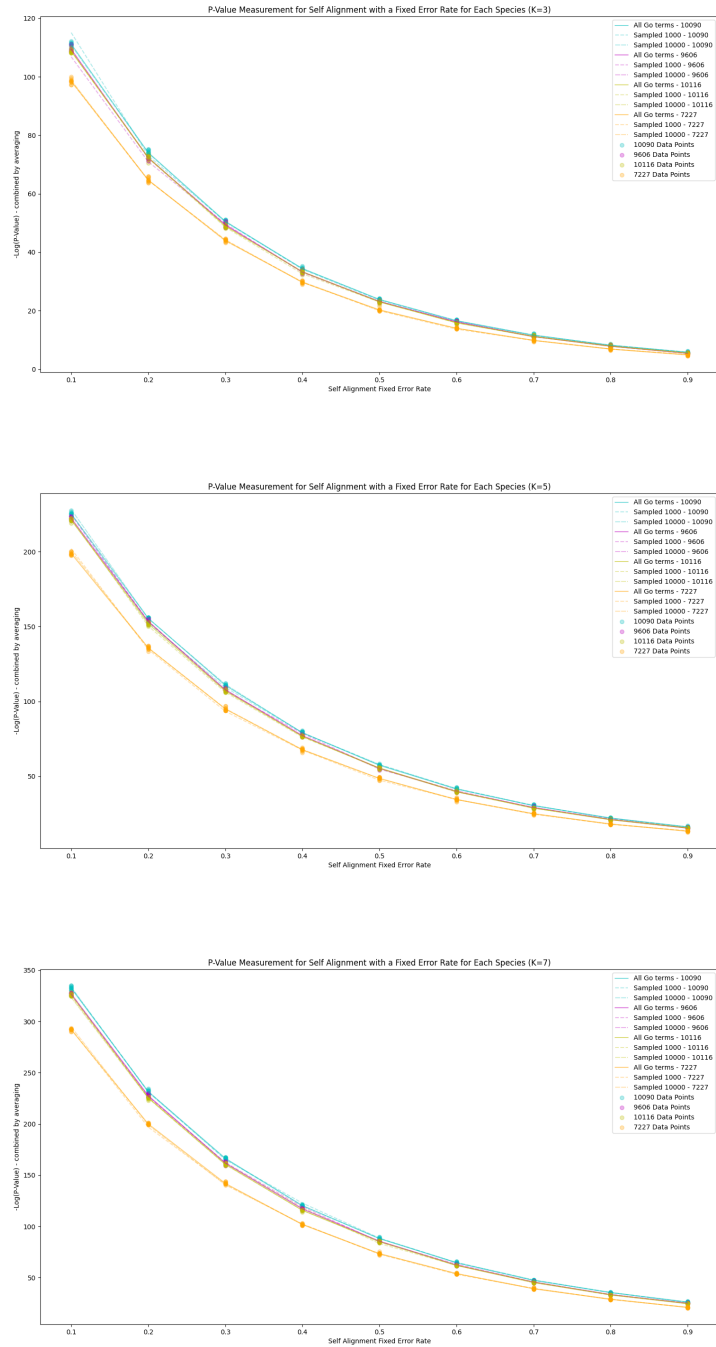 P-Value Measurement for Self Alignment with a Fixed Error Rate for Each Species (K=3)
120
100
80
60
40
20
0
-Log(P-Value) - combined by averaging
All Go terms - 10090
Sampled 1000 - 10090
Sampled 10000 - 10090
All Go terms - 9606
Sampled 1000 - 9606
Sampled 10000 - 9606
All Go terms - 10116
Sampled 1000 - 10116
Sampled 10000 - 10116
All Go terms - 7227
Sampled 1000 - 7227
Sampled 10000 - 7227
10090 Data Points
9606 Data Points
10116 Data Points
7227 Data Points
0.1 0.2 0.3 0.4 0.5 0.6 0.7 0.8 0.9
Self Alignment Fixed Error Rate
P-Value Measurement for Self Alignment with a Fixed Error Rate for Each Species (K=5)
200
150
100
50
-Log(P-Value) - combined by averaging
All Go terms - 10090
Sampled 1000 - 10090
Sampled 10000 - 10090
All Go terms - 9606
Sampled 1000 - 9606
Sampled 10000 - 9606
All Go terms - 10116
Sampled 1000 - 10116
Sampled 10000 - 10116
All Go terms - 7227
Sampled 1000 - 7227
Sampled 10000 - 7227
10090 Data Points
9606 Data Points
10116 Data Points
7227 Data Points
0.1 0.2 0.3 0.4 0.5 0.6 0.7 0.8 0.9
Self Alignment Fixed Error Rate
P-Value Measurement for Self Alignment with a Fixed Error Rate for Each Species (K=7)
350
300
250
200
150
100
50
-Log(P-Value) - combined by averaging
All Go terms - 10090
Sampled 1000 - 10090
Sampled 10000 - 10090
All Go terms - 9606
Sampled 1000 - 9606
Sampled 10000 - 9606
All Go terms - 10116
Sampled 1000 - 10116
Sampled 10000 - 10116
All Go terms - 7227
Sampled 1000 - 7227
Sampled 10000 - 7227
10090 Data Points
9606 Data Points
10116 Data Points
7227 Data Points
0.1 0.2 0.3 0.4 0.5 0.6 0.7 0.8 0.9
Self Alignment Fixed Error Rate